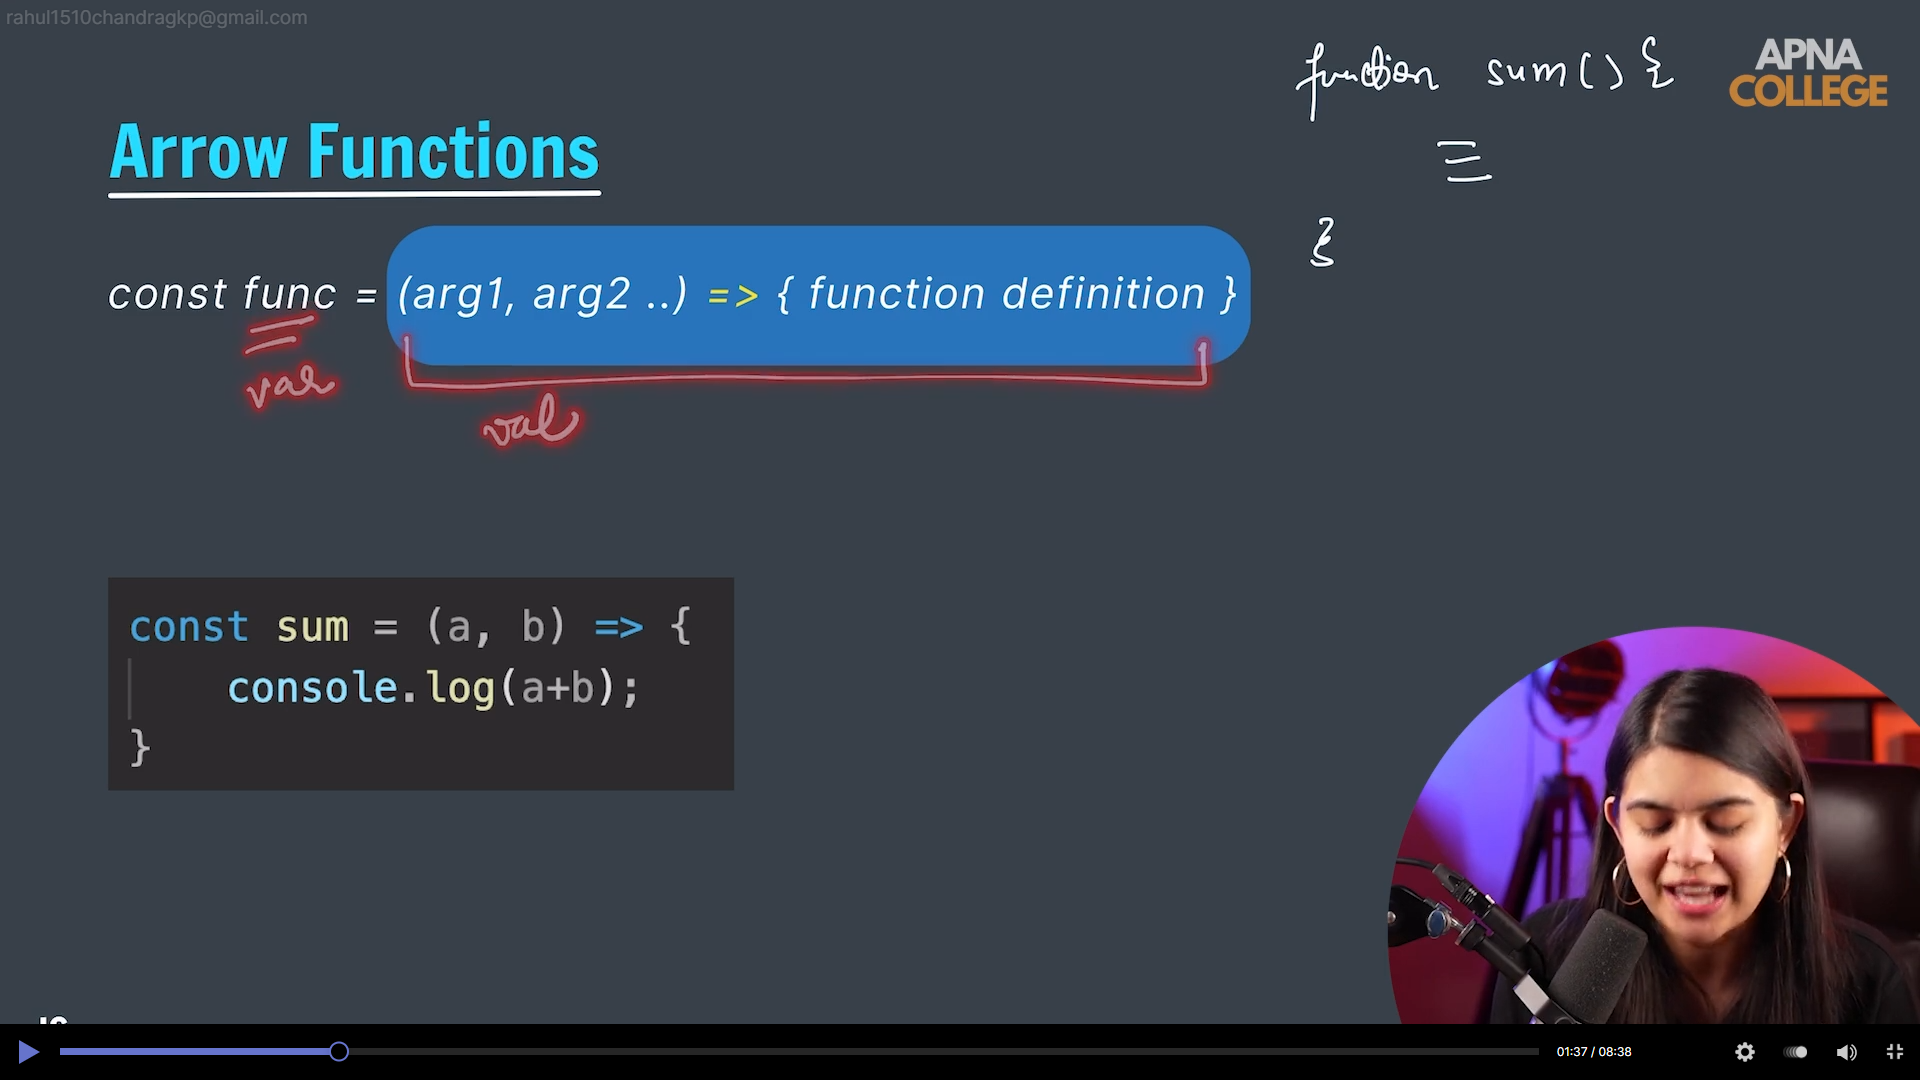 rahul1510chandragkp@gmail.com
function sum() {
APNA
COLLEGE
Arrow Functions
}
const func = (arg1, arg2 ..) => { function definition }
var
val
const sum = (a, b) => {
console.log(a+b);
}
01:37 / 08:38